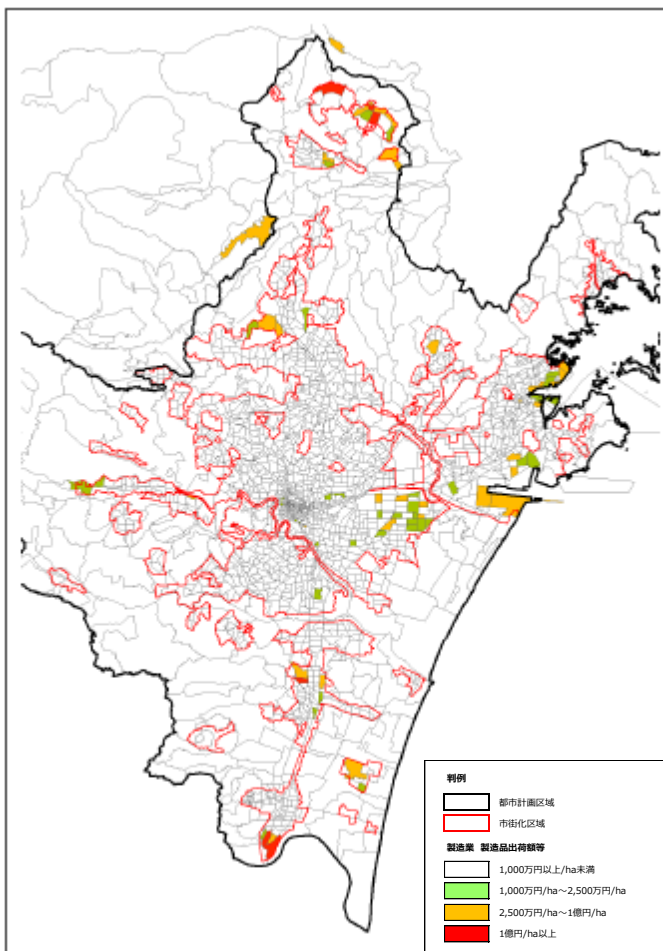 判例
都市計画区域
市街化区域
製造業 製造品出荷額等
1,000万円以上/ha未満
1,000万円/ha～2,500万円/ha
2,500万円/ha～1億円/ha
1億円/ha以上